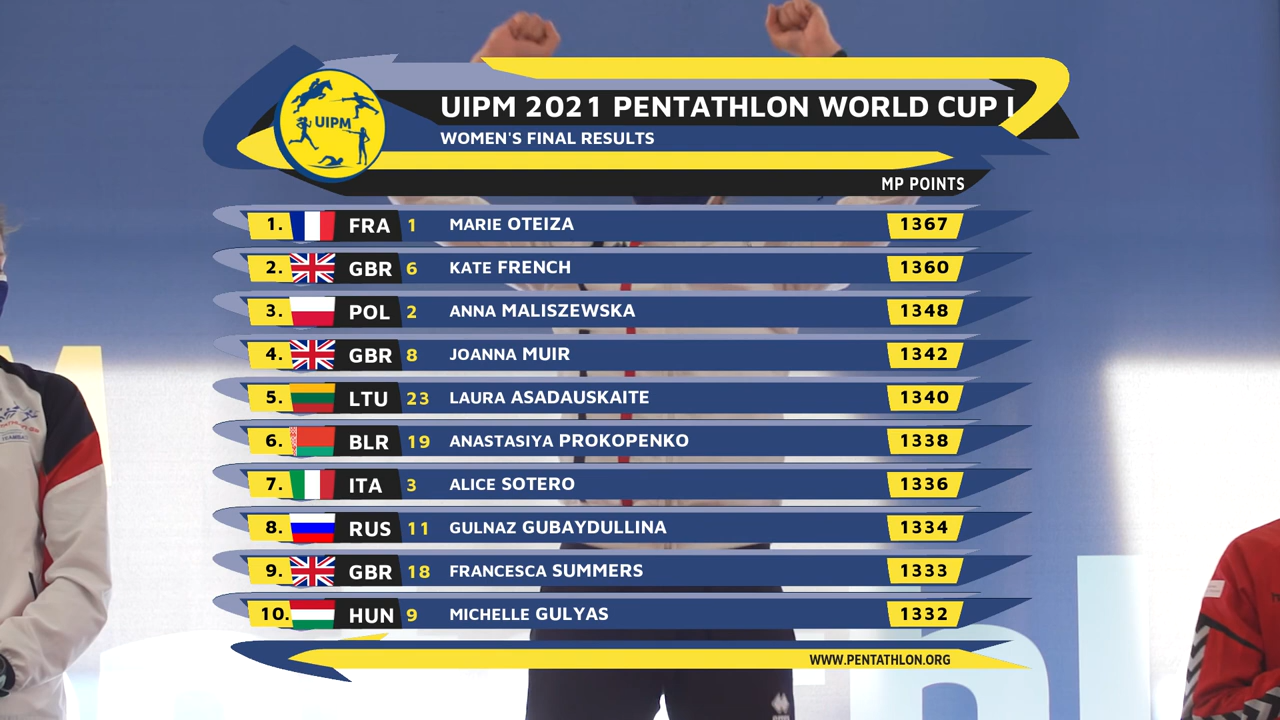 UIPM
UIPM 2021 PENTATHLON WORLD CUP I
WOMEN'S FINAL RESULTS
MP POINTS
1. FRA 1 MARIE OTEIZA 1367
2. GBR 6 KATE FRENCH 1360
3. POL 2 ANNA MALISZEWSKA 1348
4. GBR 8 JOANNA MUIR 1342
5. LTU 23 LAURA ASADAUSKAITE 1340
6. BLR 19 ANASTASIYA PROKOPENKO 1338
7. ITA 3 ALICE SOTERO 1336
8. RUS 11 GULNAZ GUBAYDULLINA 1334
9. GBR 18 FRANCESCA SUMMERS 1333
10. HUN 9 MICHELLE GULYAS 1332
WWW.PENTATHLON.ORG